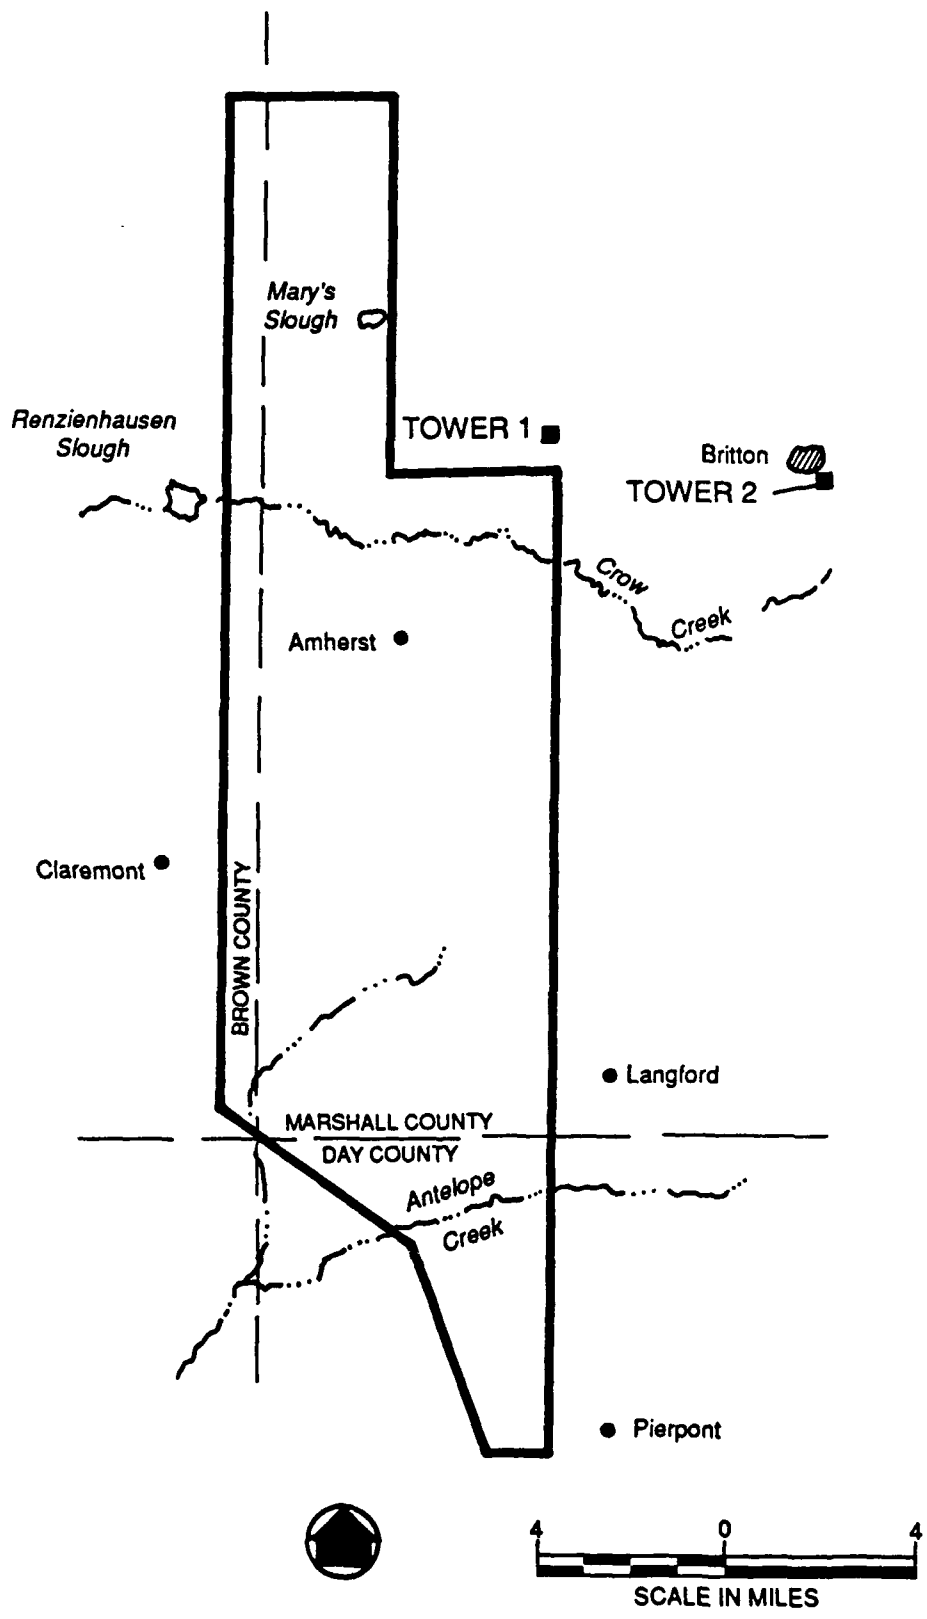 Mary's
Slough
Renzienhausen
Slough
TOWER 1
Britton
TOWER 2
Crow
Creek
Amherst
Claremont
BROWN COUNTY
Langford
MARSHALL COUNTY
DAY COUNTY
Antelope
Creek
Pierpont
4 0 4
SCALE IN MILES